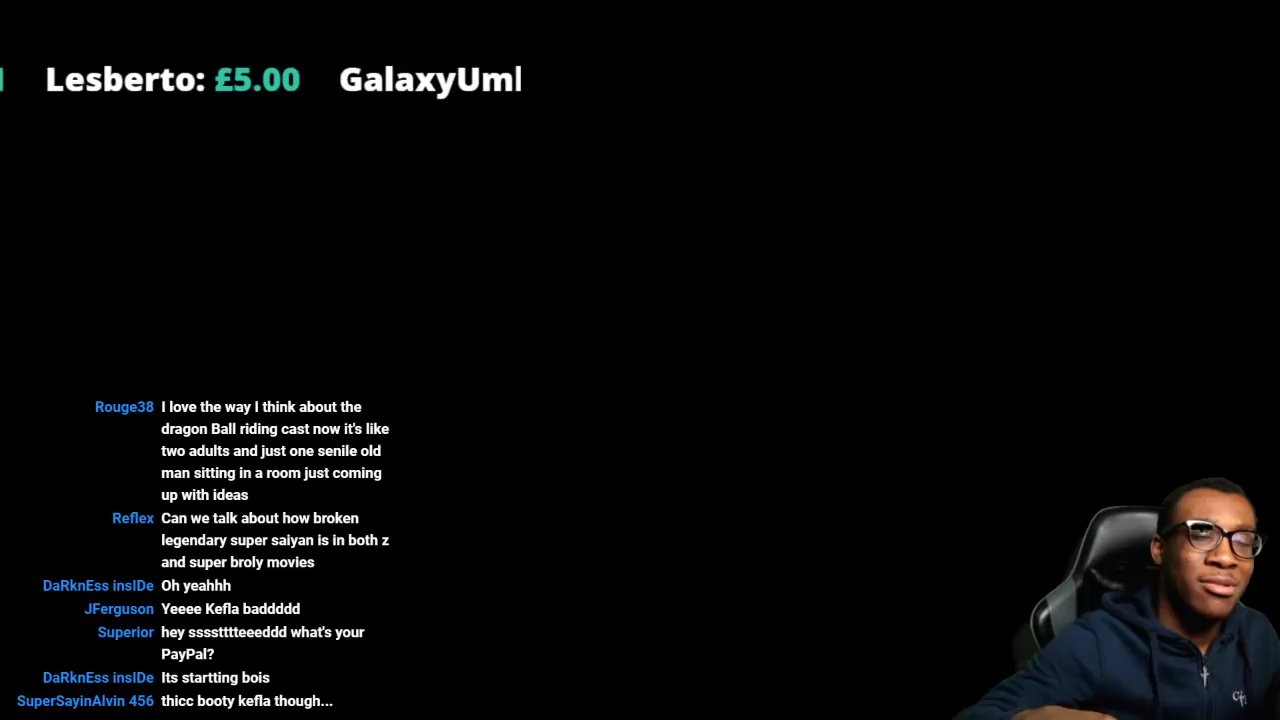 Lesberto: £5.00 GalaxyUm
Rouge38 I love the way I think about the
dragon Ball riding cast now it's like
two adults and just one senile old
man sitting in a room just coming
up with ideas
Reflex Can we talk about how broken
legendary super saiyan is in both z
and super broly movies
DaRknEss insIDe Oh yeahhh
JFerguson Yeeee Kefla baddddd
Superior hey sssstttteeeddd what's your
PayPal?
DaRknEss insIDe Its startting bois
SuperSayinAlvin 456 thicc booty kefla though...